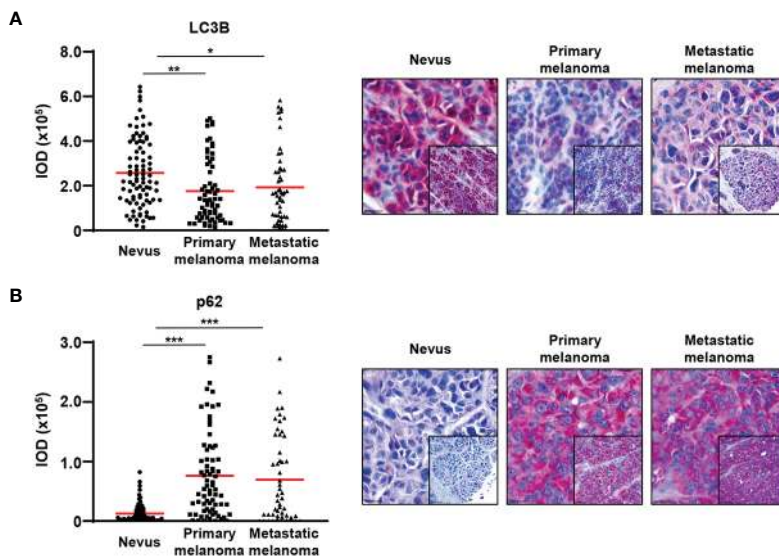 A
LC3B
8.0
6.0
4.0
2.0
0
IOD (x10⁵)
*
**
Nevus
Primary
melanoma
Metastatic
melanoma
Nevus
Primary
melanoma
Metastatic
melanoma
B
p62
3.0
2.0
1.0
0
IOD (x10⁵)
***
***
Nevus
Primary
melanoma
Metastatic
melanoma
Nevus
Primary
melanoma
Metastatic
melanoma